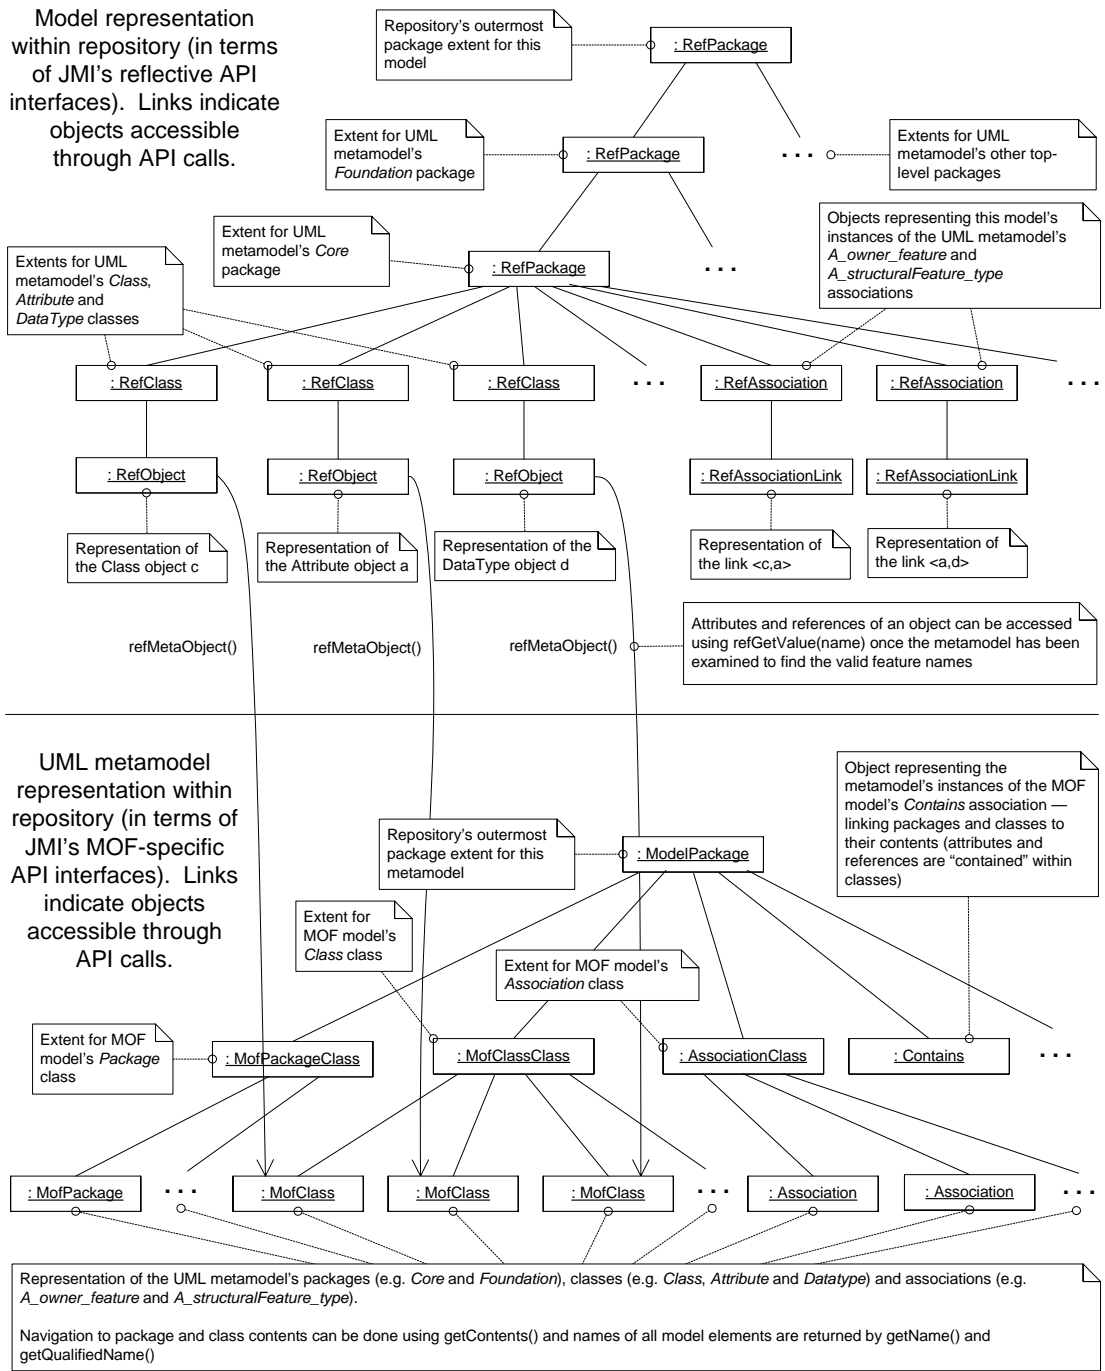 Model representation
within repository (in terms
of JMI's reflective API
interfaces). Links indicate
objects accessible
through API calls.
Repository's outermost
package extent for this
model
: RefPackage
Extent for UML
metamodel's
Foundation package
: RefPackage
. . .
Extents for UML
metamodel's other top-
level packages
Extent for UML
metamodel's Core
package
: RefPackage
. . .
Objects representing this model's
instances of the UML metamodel's
A_owner_feature and
A_structuralFeature_type
associations
Extents for UML
metamodel's Class,
Attribute and
DataType classes
: RefClass
: RefClass
: RefClass
. . .
: RefAssociation
: RefAssociation
. . .
: RefObject
: RefObject
: RefObject
: RefAssociationLink
: RefAssociationLink
Representation of
the Class object c
Representation of
the Attribute object a
Representation of the
DataType object d
Representation of
the link <c,a>
Representation of
the link <a,d>
refMetaObject()
refMetaObject()
refMetaObject()
Attributes and references of an object can be accessed
using refGetValue(name) once the metamodel has been
examined to find the valid feature names
UML metamodel
representation within
repository (in terms of
JMI's MOF-specific
API interfaces). Links
indicate objects
accessible through
API calls.
Repository's outermost
package extent for this
metamodel
: ModelPackage
Object representing the
metamodel's instances of the MOF
model's Contains association —
linking packages and classes to
their contents (attributes and
references are “contained” within
classes)
Extent for
MOF model's
Class class
Extent for MOF model's
Association class
Extent for MOF
model's Package
class
: MofPackageClass
: MofClassClass
: AssociationClass
: Contains
. . .
: MofPackage
. . .
: MofClass
: MofClass
: MofClass
. . .
: Association
: Association
. . .
Representation of the UML metamodel's packages (e.g. Core and Foundation), classes (e.g. Class, Attribute and Datatype) and associations (e.g.
A_owner_feature and A_structuralFeature_type).
Navigation to package and class contents can be done using getContents() and names of all model elements are returned by getName() and
getQualifiedName()